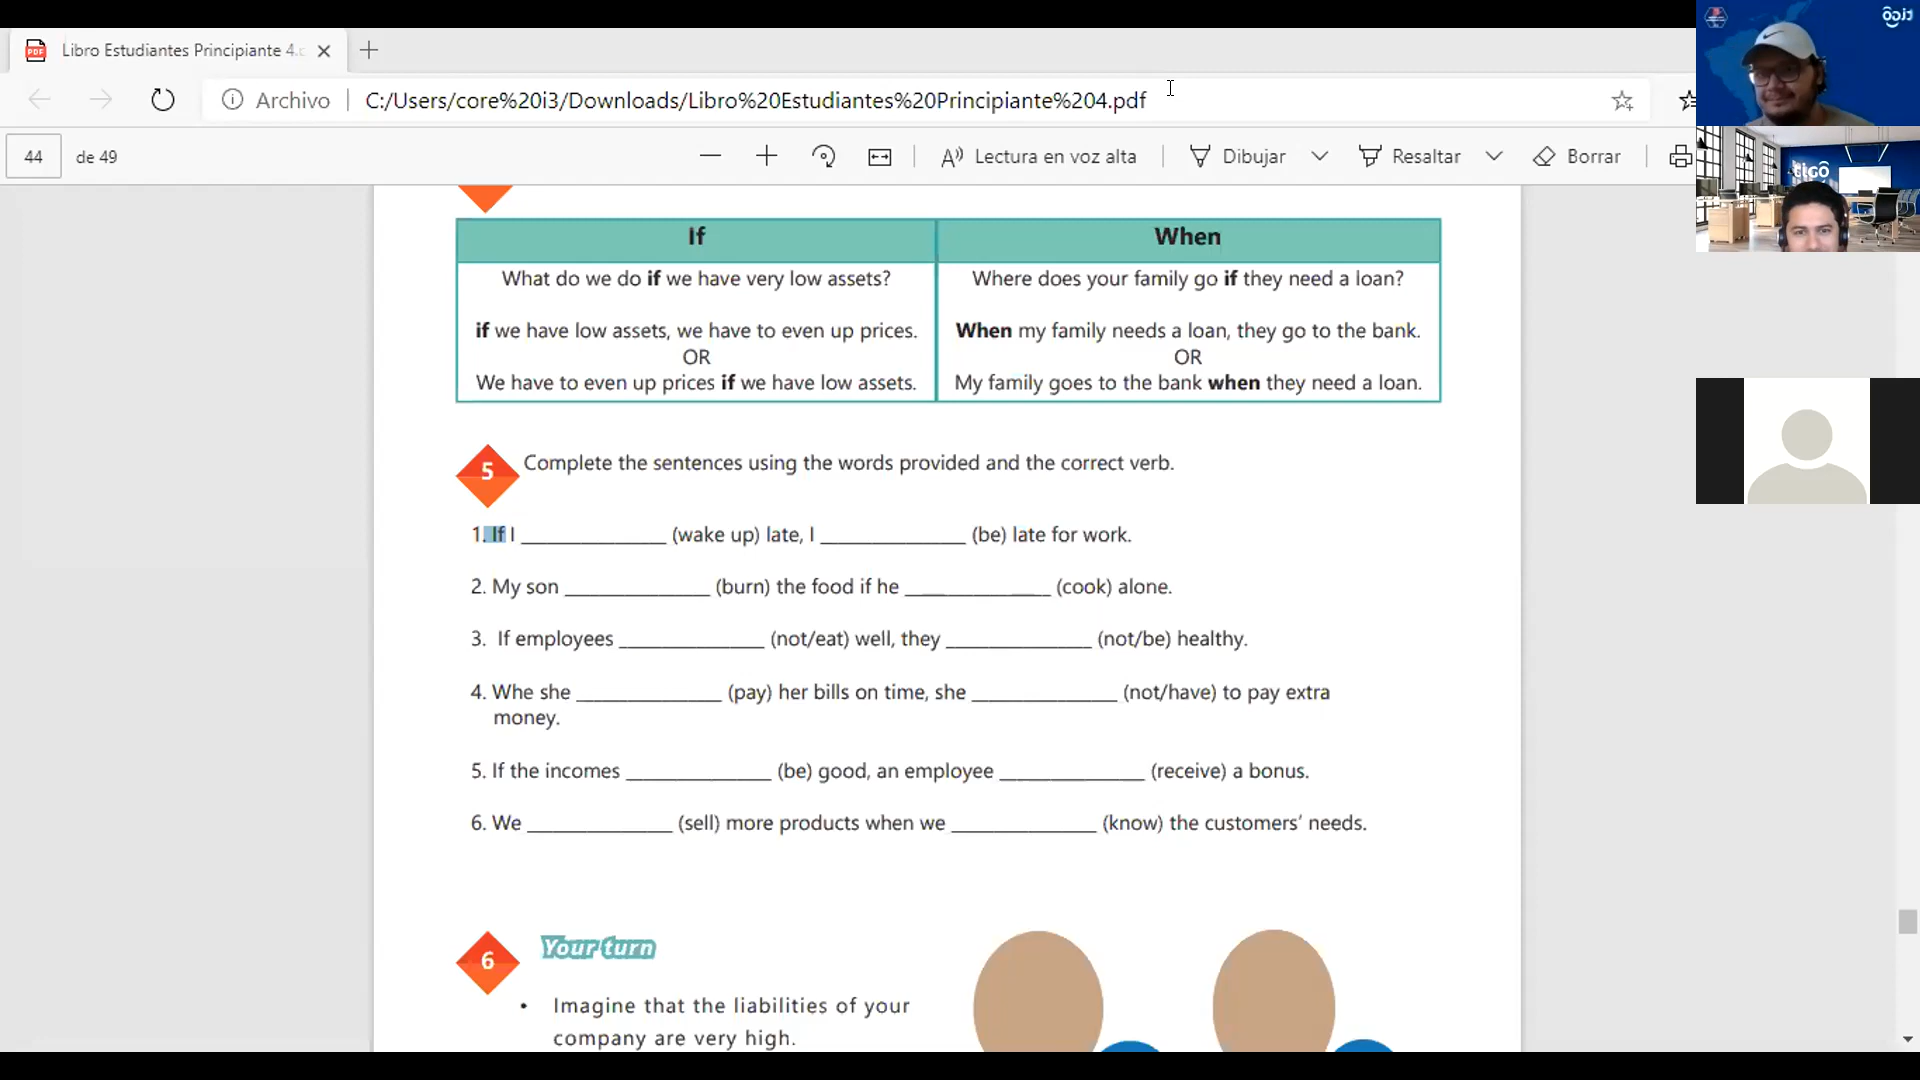 Libro Estudiantes Principiante 4.
Archivo
C:/Users/core%20i3/Downloads/Libro%20Estudiantes%20Principiante%204.pdf
44 de 49
Lectura en voz alta
Dibujar
Resaltar
Borrar
tigo
tigô
If
When
What do we do if we have very low assets?
Where does your family go if they need a loan?
if we have low assets, we have to even up prices.
When my family needs a loan, they go to the bank.
OR
OR
We have to even up prices if we have low assets.
My family goes to the bank when they need a loan.
5 Complete the sentences using the words provided and the correct verb.
1. If I ______________ (wake up) late, I ______________ (be) late for work.
2. My son ______________ (burn) the food if he ______________ (cook) alone.
3. If employees ______________ (not/eat) well, they ______________ (not/be) healthy.
4. Whe she ______________ (pay) her bills on time, she ______________ (not/have) to pay extra
money.
5. If the incomes ______________ (be) good, an employee ______________ (receive) a bonus.
6. We ______________ (sell) more products when we ______________ (know) the customers' needs.
6 Your turn
• Imagine that the liabilities of your
company are very high.